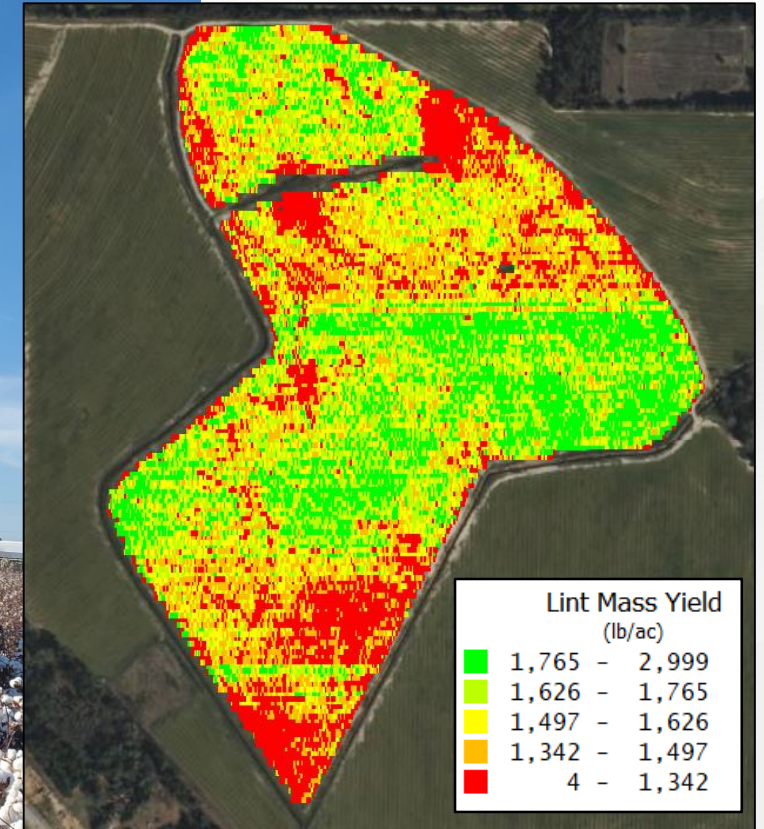 Lint Mass Yield
(lb/ac)
1,765 - 2,999
1,626 - 1,765
1,497 - 1,626
1,342 - 1,497
4 - 1,342